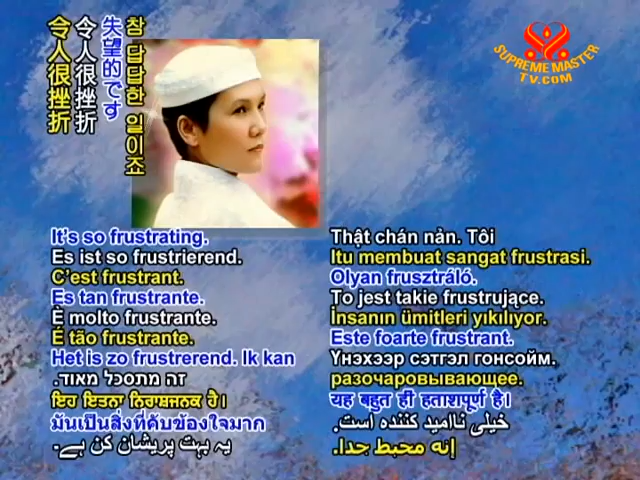 令人很挫折
令人很挫折
失望的です
참 답답한 일이죠
SUPREME MASTER
TV.COM
It's so frustrating.
Es ist so frustrierend.
C'est frustrant.
Es tan frustrante.
È molto frustrante.
É tão frustrante.
Het is zo frustrerend. Ik kan
זה מתסכל מאוד.
ਇਹ ਇਤਨਾ ਨਿਰਾਸ਼ਜਨਕ ਹੈ।
มันเป็นสิ่งที่คับข้องใจมาก
یہ بہت پریشان کن ہے۔
Thật chán nản. Tôi
Itu membuat sangat frustrasi.
Olyan frusztráló.
To jest takie frustrujące.
İnsanın ümitleri yıkılıyor.
Este foarte frustrant.
Үнэхээр сэтгэл гонсойм.
разочаровывающее.
यह बहुत ही हताशपूर्ण है।
خیلی ناامید کننده است.
إنه محبط جدا.